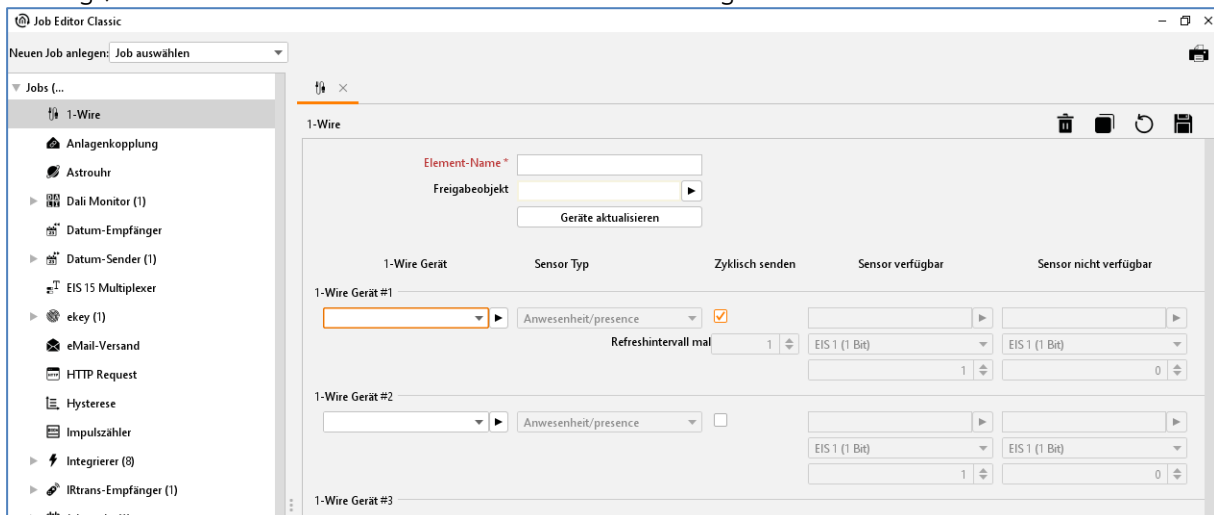 Job Editor Classic
Neuen Job anlegen: Job auswählen
Jobs (...
1-Wire
Anlagenkopplung
Astrouhr
Dali Monitor (1)
Datum-Empfänger
Datum-Sender (1)
EIS 15 Multiplexer
ekey (1)
eMail-Versand
HTTP Request
Hysterese
Impulszähler
Integrierer (8)
IRtrans-Empfänger (1)
1-Wire
Element-Name *
Freigabeobjekt
Geräte aktualisieren
1-Wire Gerät Sensor Typ Zyklisch senden Sensor verfügbar Sensor nicht verfügbar
1-Wire Gerät #1
Anwesenheit/presence
Refreshintervall mal 1 EIS 1 (1 Bit) EIS 1 (1 Bit)
1 0
1-Wire Gerät #2
Anwesenheit/presence
EIS 1 (1 Bit) EIS 1 (1 Bit)
1 0
1-Wire Gerät #3